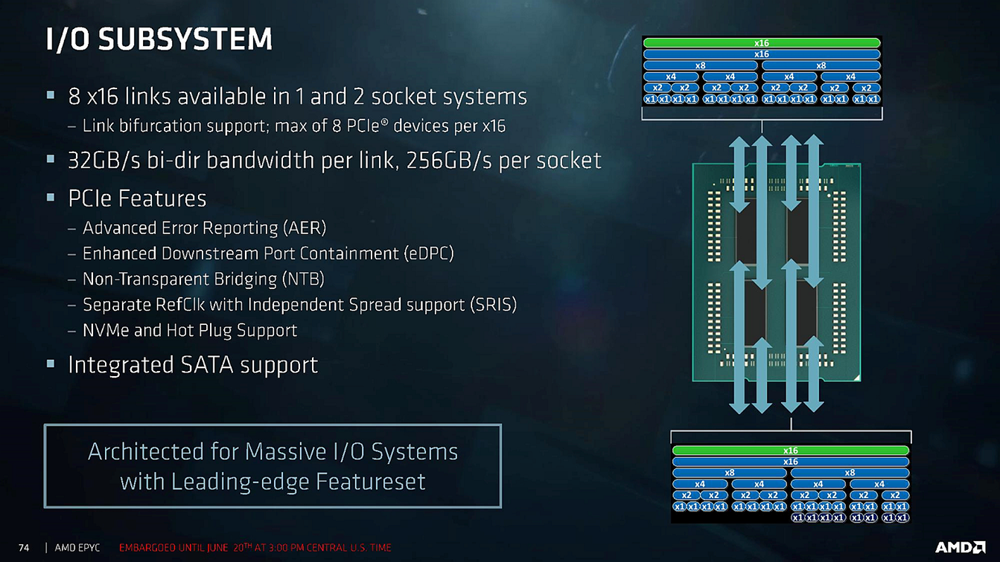 I/O SUBSYSTEM
8 x16 links available in 1 and 2 socket systems
– Link bifurcation support; max of 8 PCIe® devices per x16
32GB/s bi-dir bandwidth per link, 256GB/s per socket
PCIe Features
– Advanced Error Reporting (AER)
– Enhanced Downstream Port Containment (eDPC)
– Non-Transparent Bridging (NTB)
– Separate RefClk with Independent Spread support (SRIS)
– NVMe and Hot Plug Support
Integrated SATA support
Architected for Massive I/O Systems
with Leading-edge Featureset
x16
x16
x8 x8
x4 x4 x4 x4
x2 x2 x2 x2 x2 x2 x2 x2
x1 x1 x1 x1 x1 x1 x1 x1 x1 x1 x1 x1 x1 x1 x1 x1
x16
x16
x8 x8
x4 x4 x4 x4
x2 x2 x2 x2 x2 x2 x2 x2
x1 x1 x1 x1 x1 x1 x1 x1 x1 x1 x1 x1 x1 x1 x1 x1
x1 x1 x1 x1 x1 x1 x1 x1
74 | AMD EPYC EMBARGOED UNTIL JUNE 20TH AT 3:00 PM CENTRAL U.S. TIME
AMD